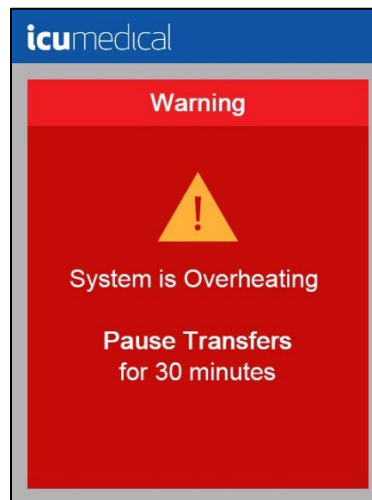 icumedical
Warning
!
System is Overheating
Pause Transfers
for 30 minutes